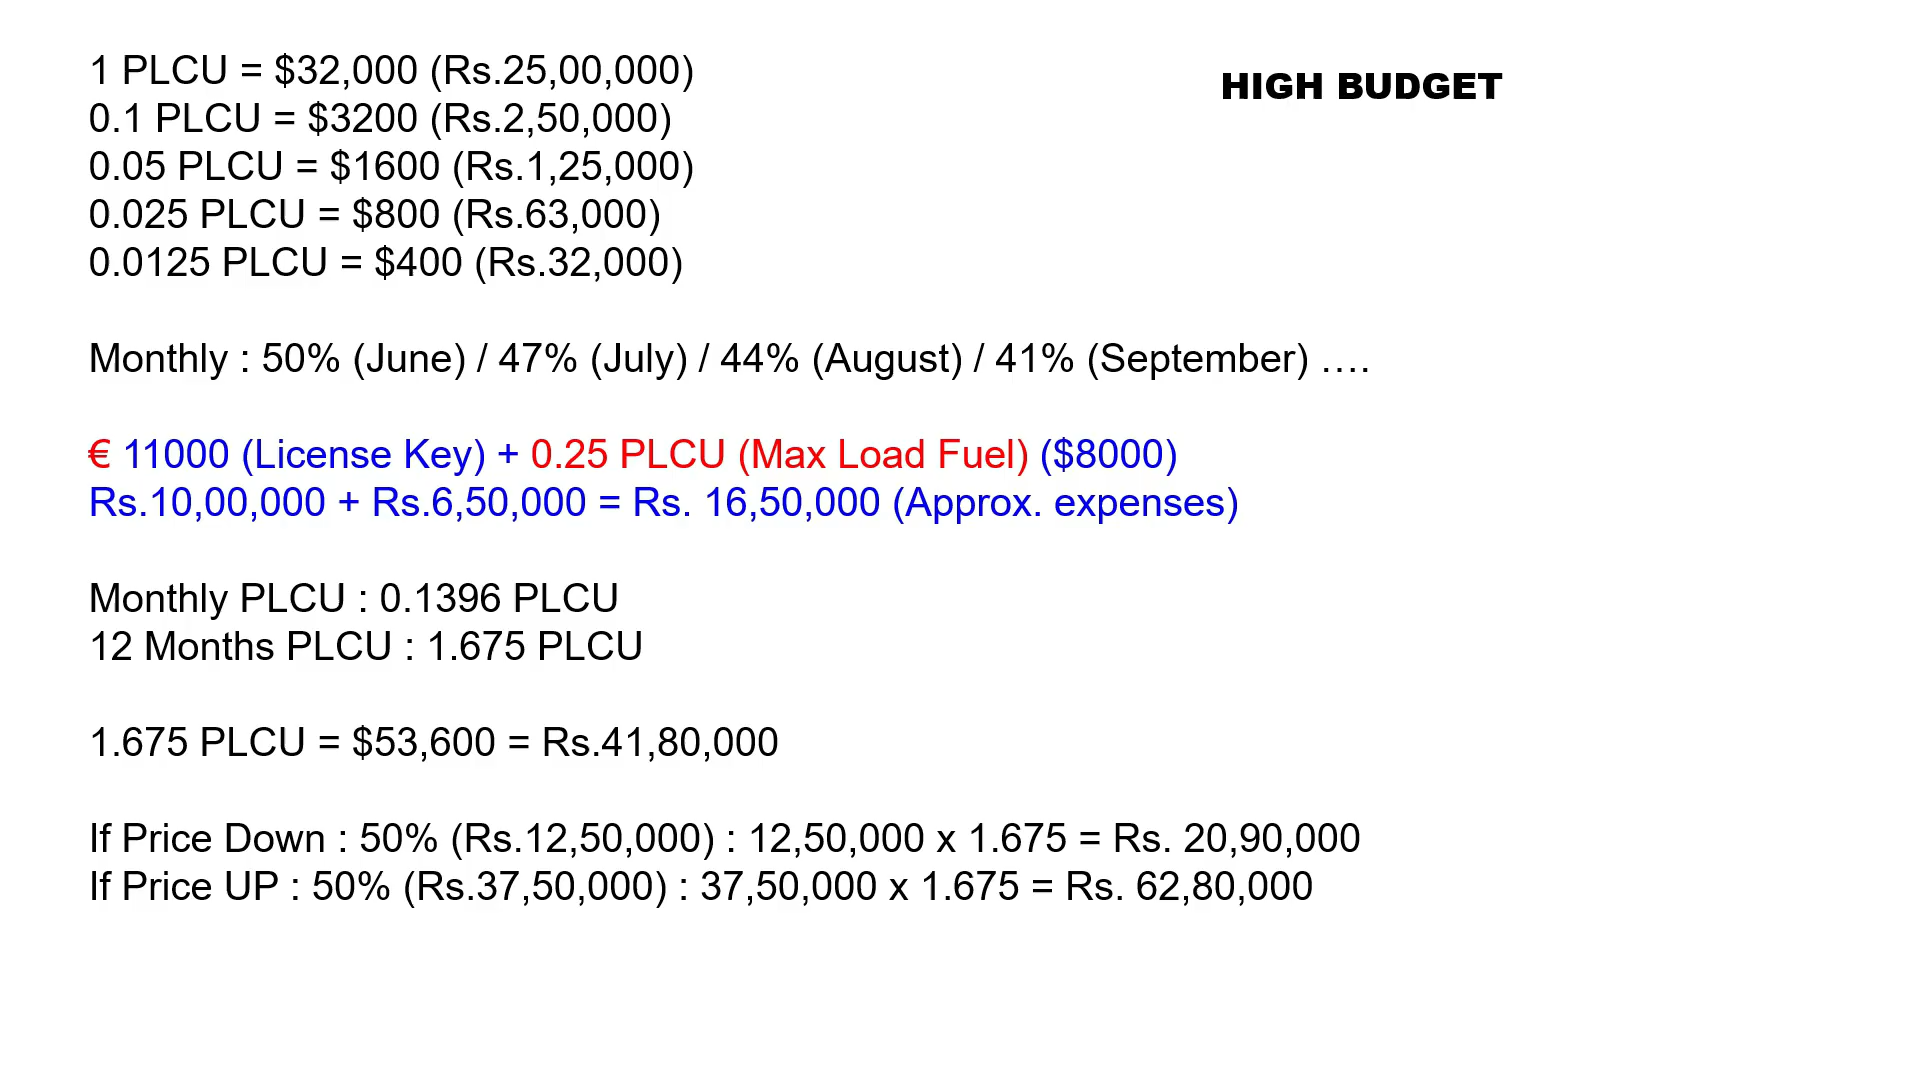 1 PLCU = $32,000 (Rs.25,00,000)
HIGH BUDGET
0.1 PLCU = $3200 (Rs.2,50,000)
0.05 PLCU = $1600 (Rs.1,25,000)
0.025 PLCU = $800 (Rs.63,000)
0.0125 PLCU = $400 (Rs.32,000)
Monthly : 50% (June) / 47% (July) / 44% (August) / 41% (September) ….
€ 11000 (License Key) + 0.25 PLCU (Max Load Fuel) ($8000)
Rs.10,00,000 + Rs.6,50,000 = Rs. 16,50,000 (Approx. expenses)
Monthly PLCU : 0.1396 PLCU
12 Months PLCU : 1.675 PLCU
1.675 PLCU = $53,600 = Rs.41,80,000
If Price Down : 50% (Rs.12,50,000) : 12,50,000 x 1.675 = Rs. 20,90,000
If Price UP : 50% (Rs.37,50,000) : 37,50,000 x 1.675 = Rs. 62,80,000